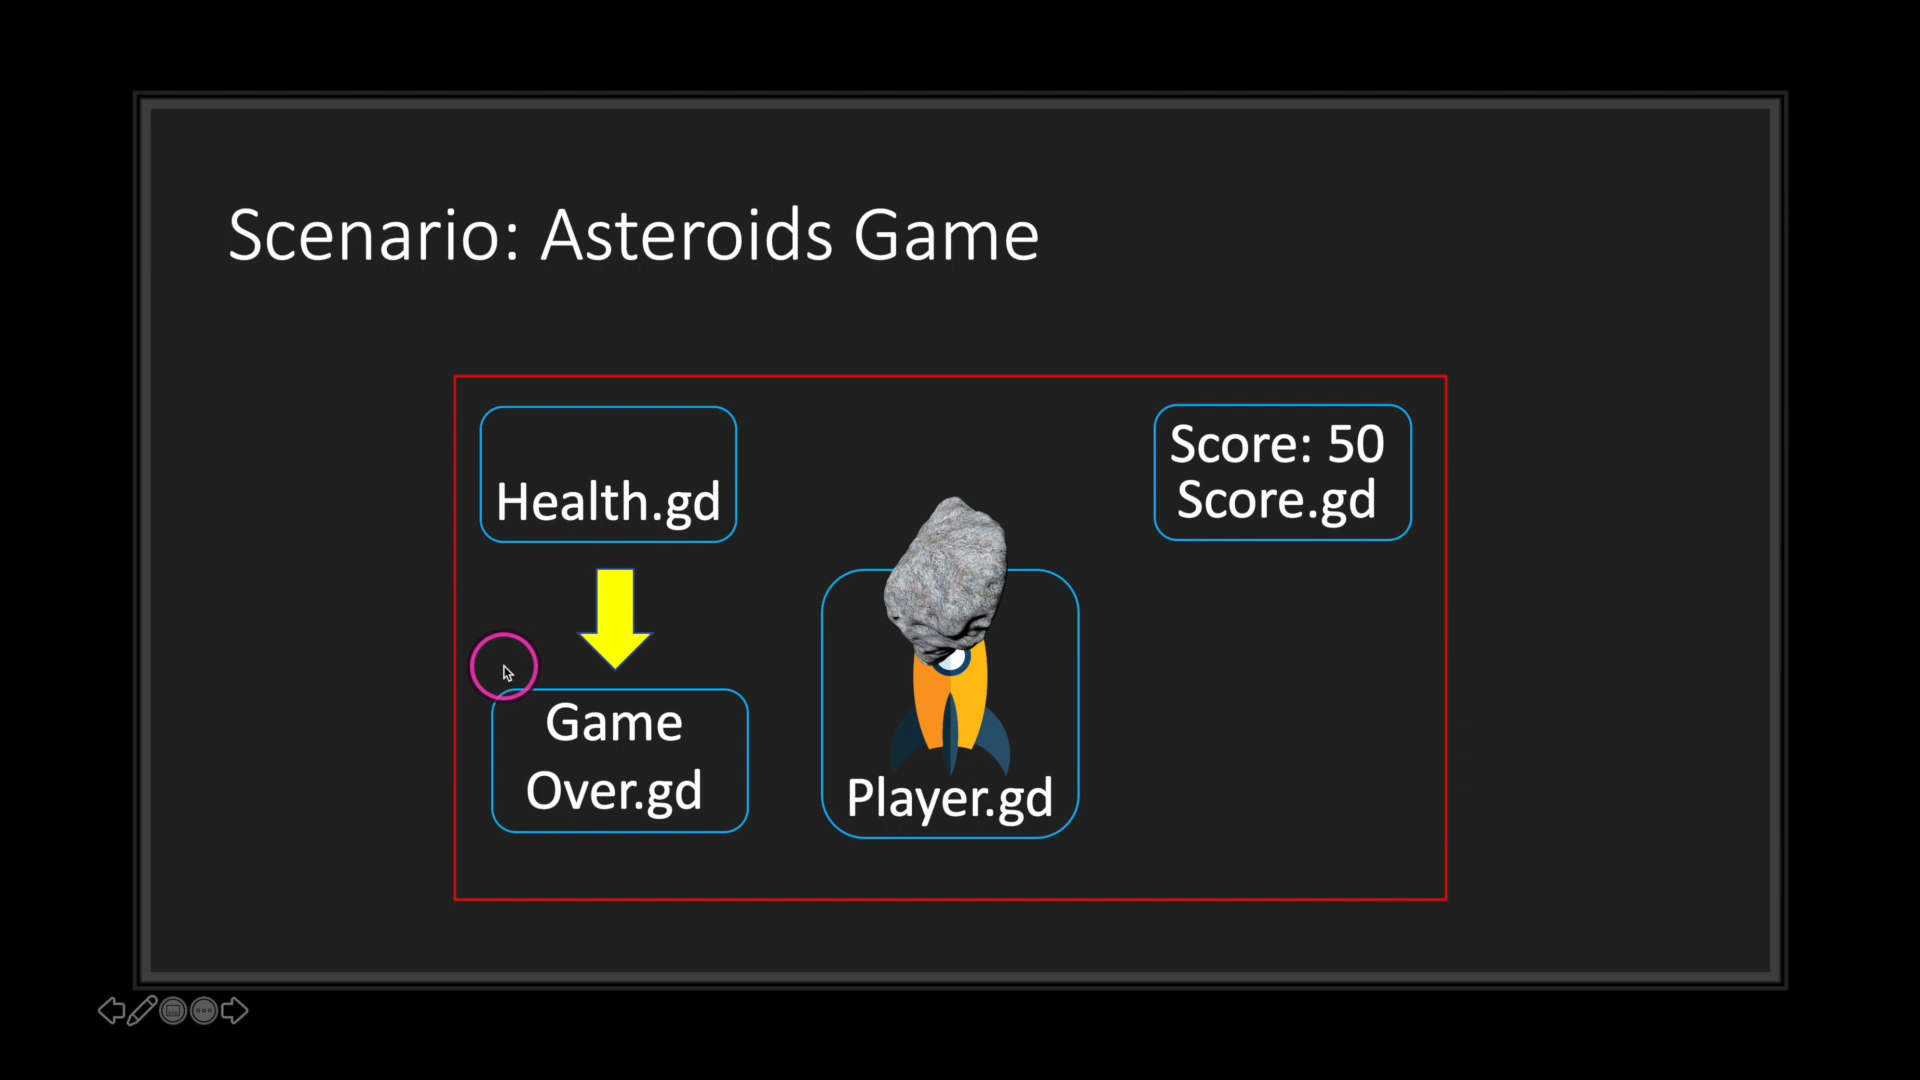 Scenario: Asteroids Game
Health.gd
Score: 50
Score.gd
Game
Over.gd
Player.gd